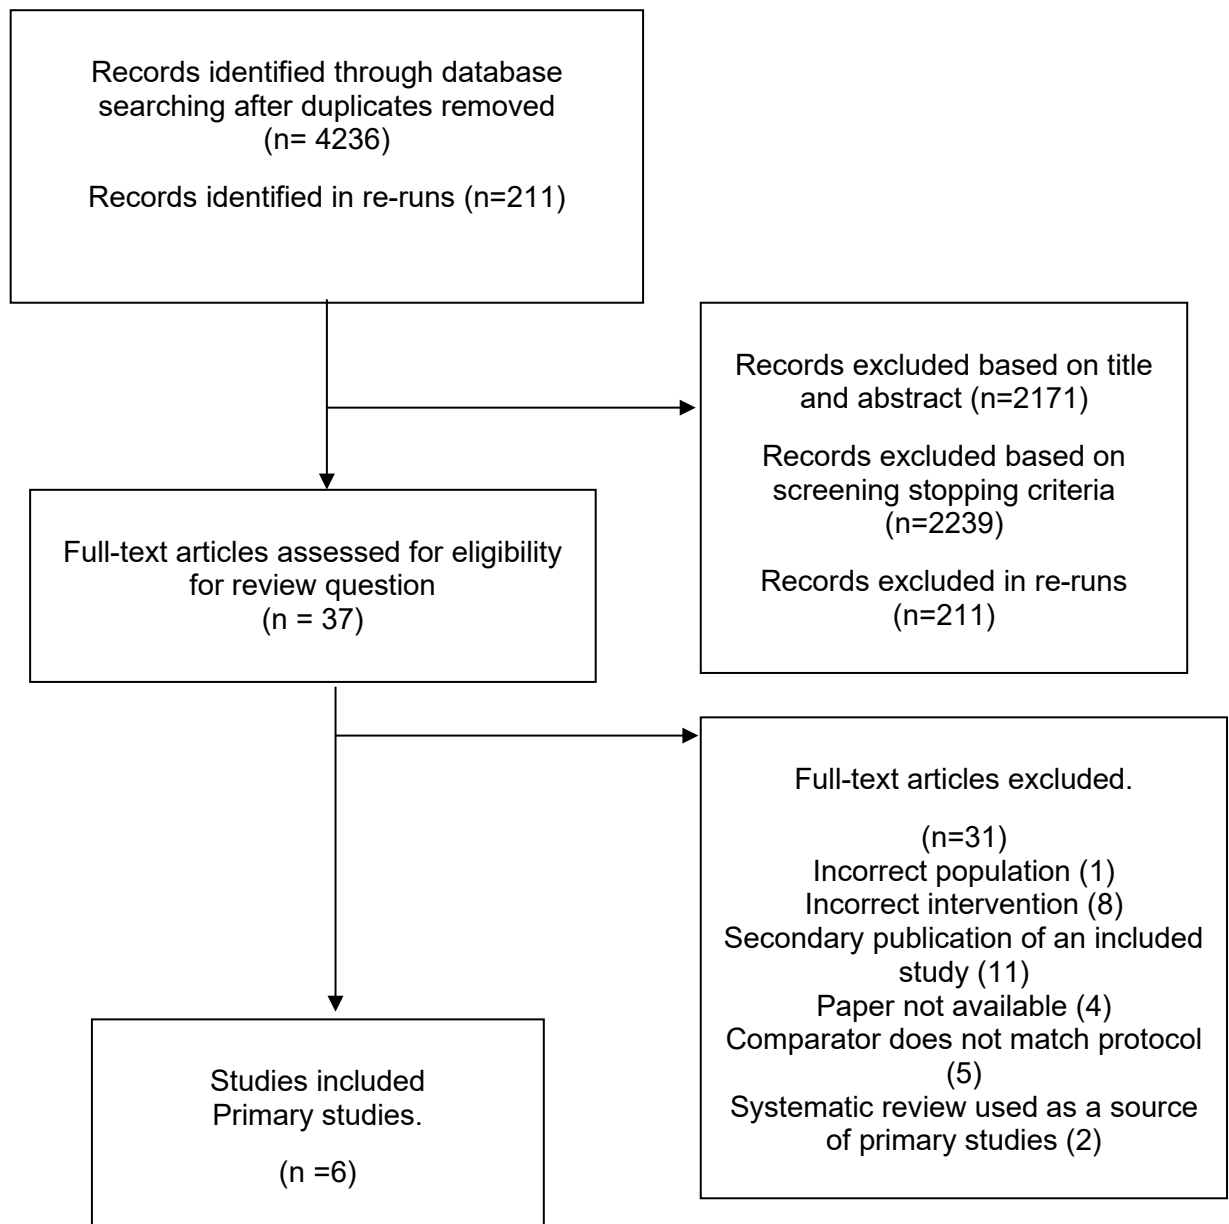 Records identified through database
searching after duplicates removed
(n= 4236)
Records identified in re-runs (n=211)
Records excluded based on title
and abstract (n=2171)
Records excluded based on
screening stopping criteria
(n=2239)
Records excluded in re-runs
(n=211)
Full-text articles assessed for eligibility
for review question
(n = 37)
Full-text articles excluded.
(n=31)
Incorrect population (1)
Incorrect intervention (8)
Secondary publication of an included
study (11)
Paper not available (4)
Comparator does not match protocol
(5)
Systematic review used as a source
of primary studies (2)
Studies included
Primary studies.
(n =6)